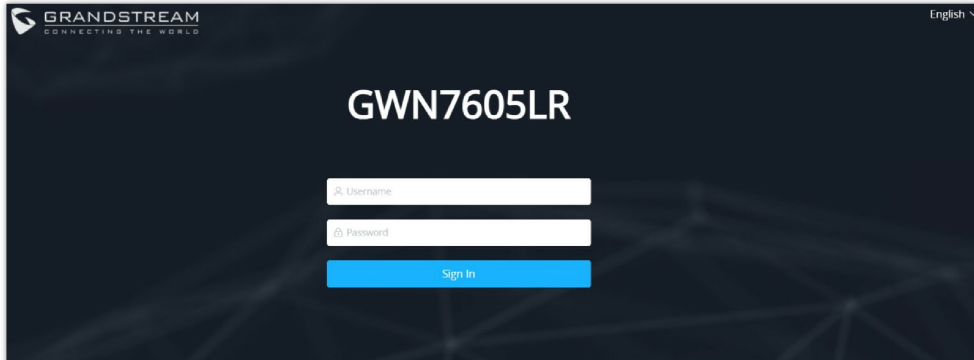 GRANDSTREAM
CONNECTING THE WORLD
English
GWN7605LR
Username
Password
Sign In